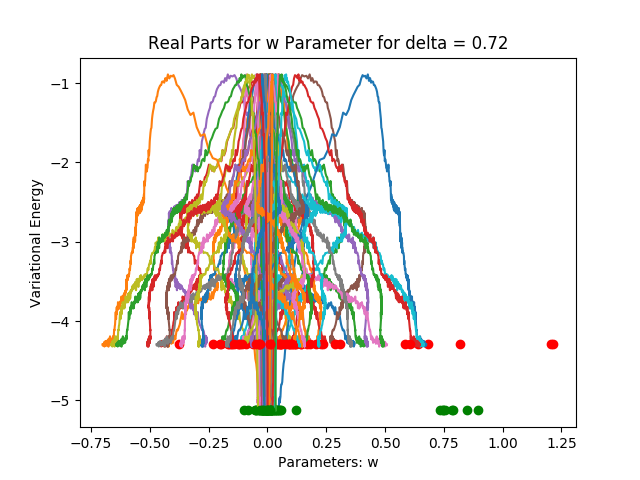 Real Parts for w Parameter for delta = 0.72
−1
−2
−3
−4
−5
Variational Energy
−0.75 −0.50 −0.25 0.00 0.25 0.50 0.75 1.00 1.25
Parameters: w